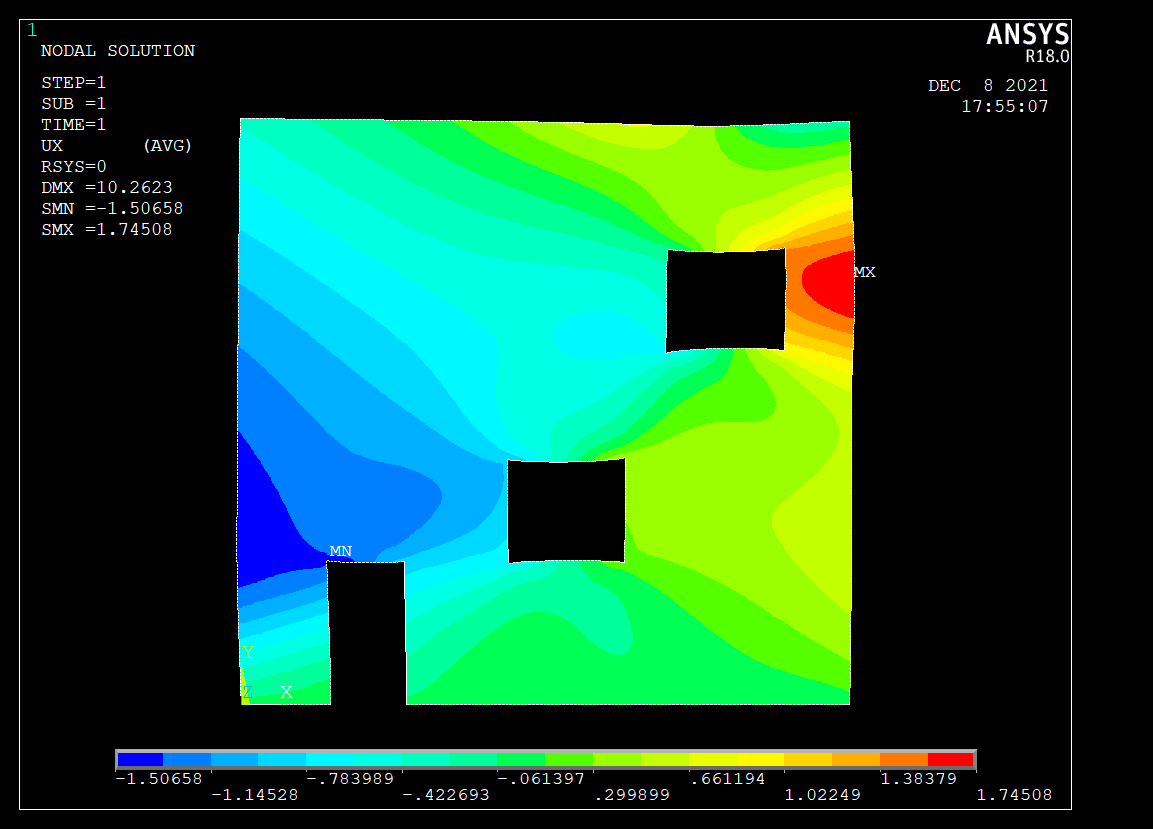 1
ANSYS
R18.0
NODAL SOLUTION
STEP=1
SUB =1
TIME=1
UX (AVG)
RSYS=0
DMX =10.2623
SMN =-1.50658
SMX =1.74508
DEC 8 2021
17:55:07
MX
MN
Y
Z X
-1.50658 -.783989 -.061397 .661194 1.38379
-1.14528 -.422693 .299899 1.02249 1.74508